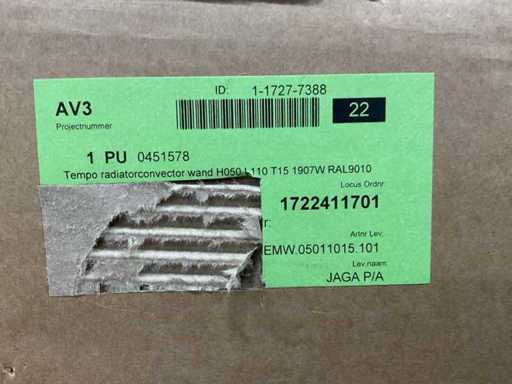 ID: 1-1727-7388
AV3
Projectnummer
22
1 PU 0451578
Tempo radiatorconvector wand H050 L110 T15 1907W RAL9010
Locus Ordnr
1722411701
Artnr Lev.
EMW.05011015.101
Lev.naam
JAGA P/A